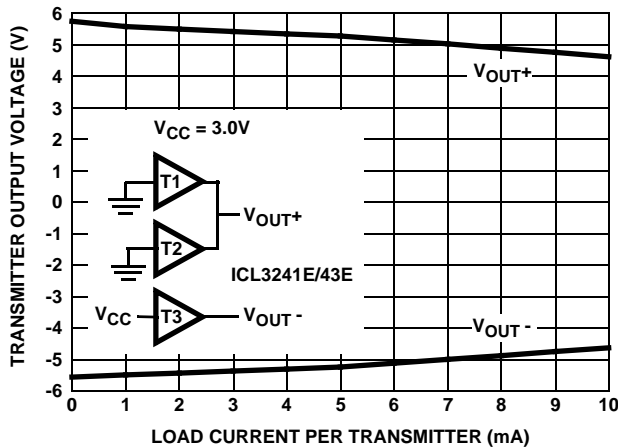 TRANSMITTER OUTPUT VOLTAGE (V)
6
5
4
3
2
1
0
-1
-2
-3
-4
-5
-6
VOUT+
VCC = 3.0V
T1
VOUT+
T2
ICL3241E/43E
VCC
T3
VOUT -
VOUT -
0 1 2 3 4 5 6 7 8 9 10
LOAD CURRENT PER TRANSMITTER (mA)